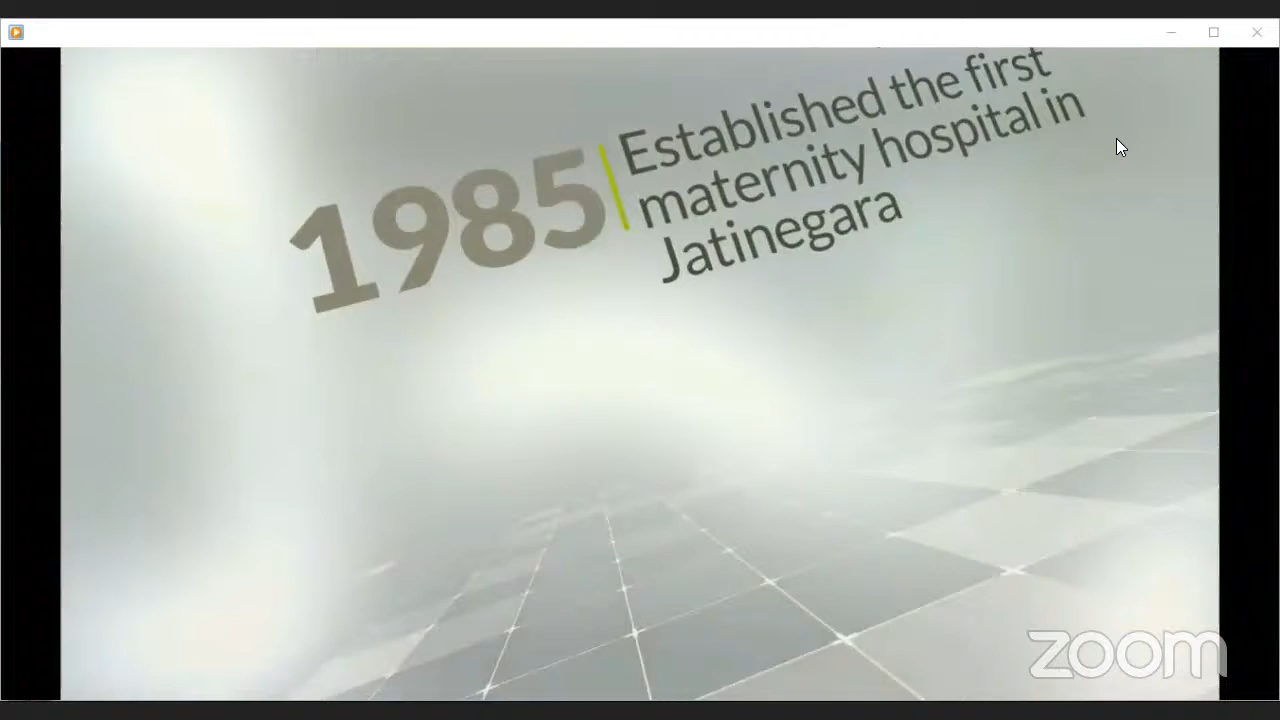 1985
Established the first
maternity hospital in
Jatinegara
zoom